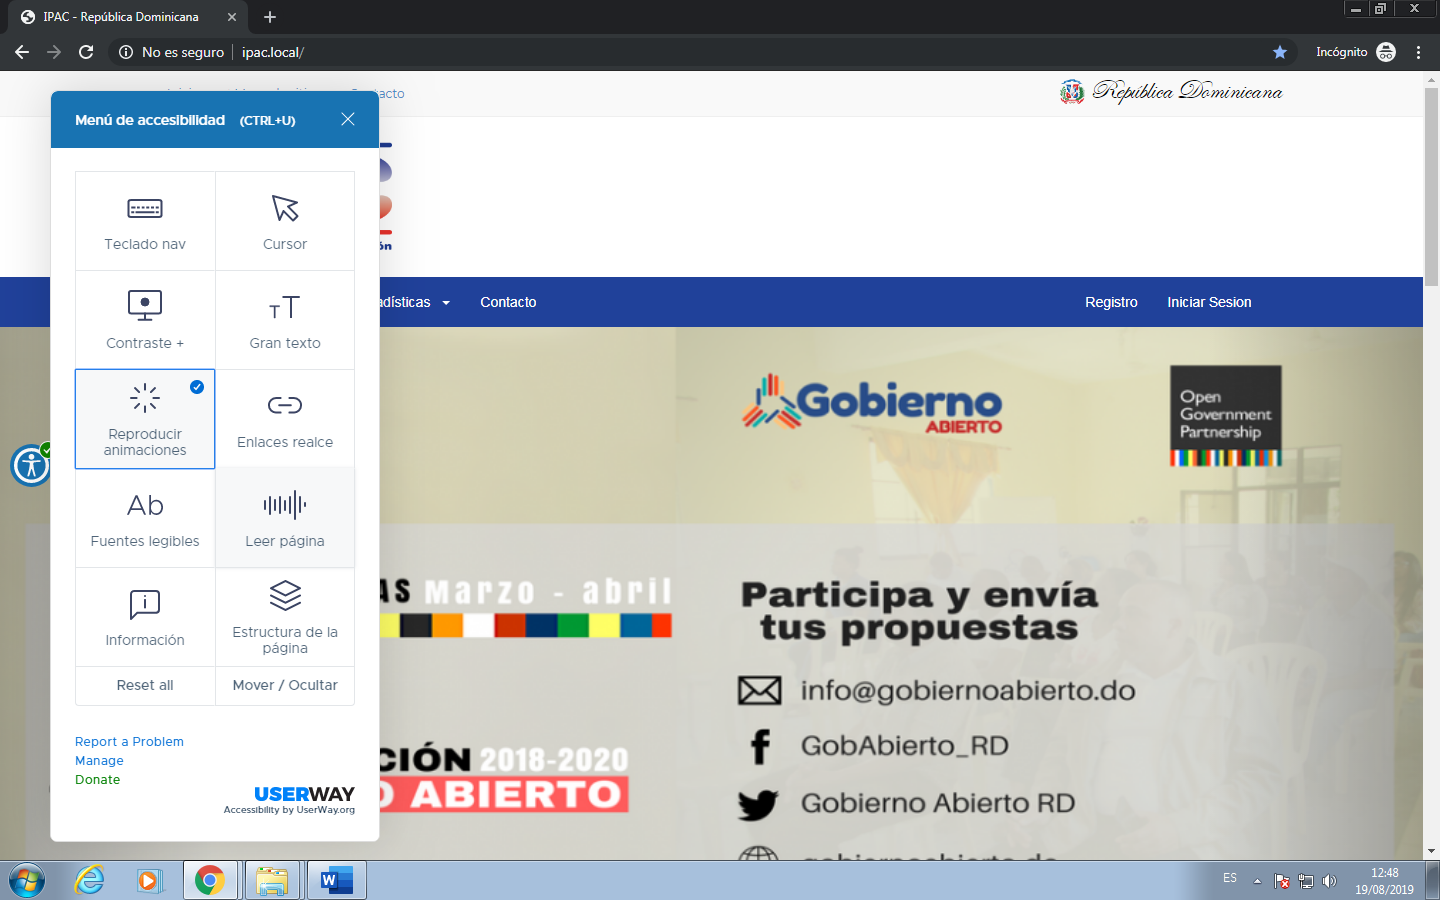 IPAC - República Dominicana
No es seguro
ipac.local/
Incógnito
Contacto
República Dominicana
Menú de accesibilidad (CTRL+U)
Teclado nav
Cursor
Contraste +
Gran texto
Reproducir
animaciones
Enlaces realce
Ab
Fuentes legibles
Leer página
Información
Estructura de la
página
Reset all
Mover / Ocultar
Report a Problem
Manage
Donate
USERWAY
Accessibility by UserWay.org
Contacto
Registro
Iniciar Sesion
Gobierno
ABIERTO
Open
Government
Partnership
Marzo - abril
2018-2020
ABIERTO
Participa y envía
tus propuestas
info@gobiernoabierto.do
GobAbierto_RD
Gobierno Abierto RD
ES
12:48
19/08/2019